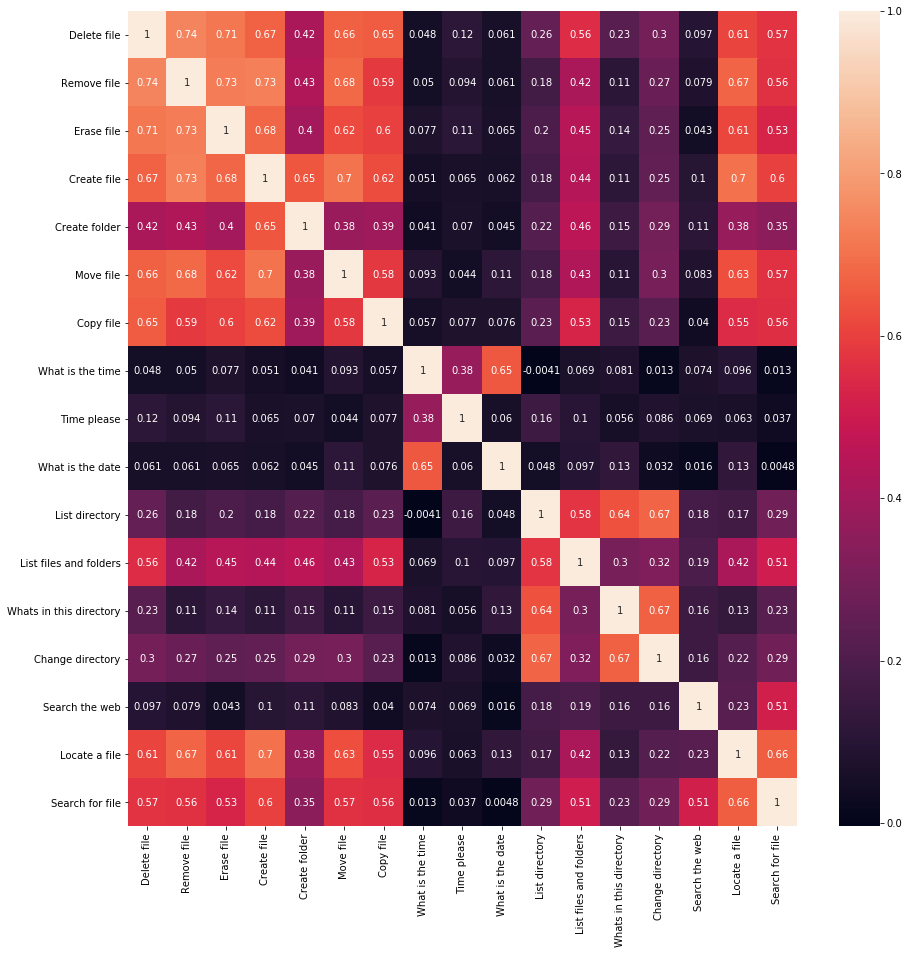 Delete file 1 0.74 0.71 0.67 0.42 0.66 0.65 0.048 0.12 0.061 0.26 0.56 0.23 0.3 0.097 0.61 0.57
Remove file 0.74 1 0.73 0.73 0.43 0.68 0.59 0.05 0.094 0.061 0.18 0.42 0.11 0.27 0.079 0.67 0.56
Erase file 0.71 0.73 1 0.68 0.4 0.62 0.6 0.077 0.11 0.065 0.2 0.45 0.14 0.25 0.043 0.61 0.53
Create file 0.67 0.73 0.68 1 0.65 0.7 0.62 0.051 0.065 0.062 0.18 0.44 0.11 0.25 0.1 0.7 0.6
Create folder 0.42 0.43 0.4 0.65 1 0.38 0.39 0.041 0.07 0.045 0.22 0.46 0.15 0.29 0.11 0.38 0.35
Move file 0.66 0.68 0.62 0.7 0.38 1 0.58 0.093 0.044 0.11 0.18 0.43 0.11 0.3 0.083 0.63 0.57
Copy file 0.65 0.59 0.6 0.62 0.39 0.58 1 0.057 0.077 0.076 0.23 0.53 0.15 0.23 0.04 0.55 0.56
What is the time 0.048 0.05 0.077 0.051 0.041 0.093 0.057 1 0.38 0.65 -0.0041 0.069 0.081 0.013 0.074 0.096 0.013
Time please 0.12 0.094 0.11 0.065 0.07 0.044 0.077 0.38 1 0.06 0.16 0.1 0.056 0.086 0.069 0.063 0.037
What is the date 0.061 0.061 0.065 0.062 0.045 0.11 0.076 0.65 0.06 1 0.048 0.097 0.13 0.032 0.016 0.13 0.0048
List directory 0.26 0.18 0.2 0.18 0.22 0.18 0.23 -0.0041 0.16 0.048 1 0.58 0.64 0.67 0.18 0.17 0.29
List files and folders 0.56 0.42 0.45 0.44 0.46 0.43 0.53 0.069 0.1 0.097 0.58 1 0.3 0.32 0.19 0.42 0.51
Whats in this directory 0.23 0.11 0.14 0.11 0.15 0.11 0.15 0.081 0.056 0.13 0.64 0.3 1 0.67 0.16 0.13 0.23
Change directory 0.3 0.27 0.25 0.25 0.29 0.3 0.23 0.013 0.086 0.032 0.67 0.32 0.67 1 0.16 0.22 0.29
Search the web 0.097 0.079 0.043 0.1 0.11 0.083 0.04 0.074 0.069 0.016 0.18 0.19 0.16 0.16 1 0.23 0.51
Locate a file 0.61 0.67 0.61 0.7 0.38 0.63 0.55 0.096 0.063 0.13 0.17 0.42 0.13 0.22 0.23 1 0.66
Search for file 0.57 0.56 0.53 0.6 0.35 0.57 0.56 0.013 0.037 0.0048 0.29 0.51 0.23 0.29 0.51 0.66 1
Delete file
Remove file
Erase file
Create file
Create folder
Move file
Copy file
What is the time
Time please
What is the date
List directory
List files and folders
Whats in this directory
Change directory
Search the web
Locate a file
Search for file
1.0
0.8
0.6
0.4
0.2
0.0